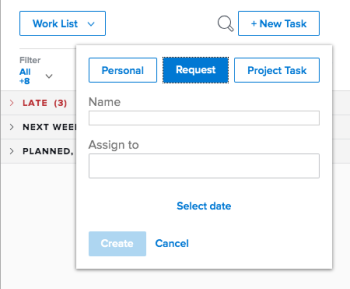 Work List
+ New Task
Filter
All
+8
Personal
Request
Project Task
LATE (3)
Name
NEXT WEE
PLANNED,
Assign to
Select date
Create
Cancel